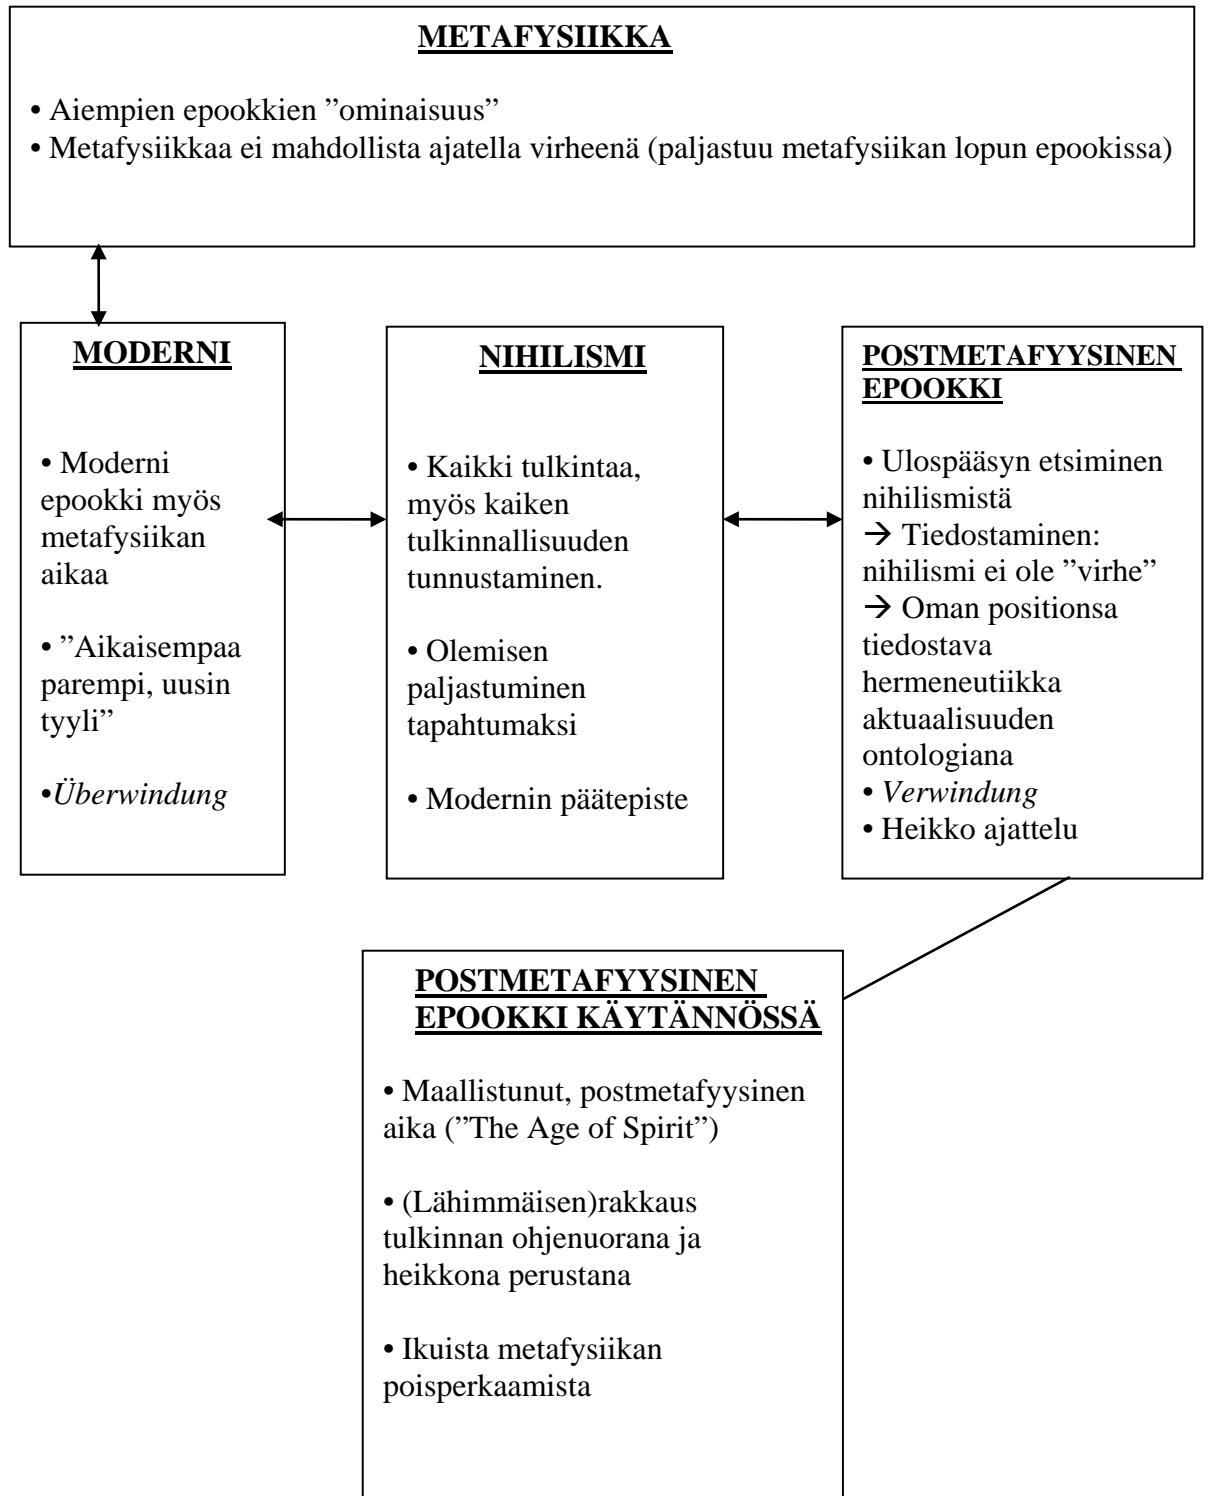 METAFYSIIKKA
• Aiempien epookkien ”ominaisuus”
• Metafysiikkaa ei mahdollista ajatella virheenä (paljastuu metafysiikan lopun epookissa)
MODERNI
• Moderni
epookki myös
metafysiikan
aikaa
• ”Aikaisempaa
parempi, uusin
tyyli”
•Überwindung
NIHILISMI
• Kaikki tulkintaa,
myös kaiken
tulkinnallisuuden
tunnustaminen.
• Olemisen
paljastuminen
tapahtumaksi
• Modernin päätepiste
POSTMETAFYYSINEN
EPOOKKI
• Ulospääsyn etsiminen
nihilismistä
→ Tiedostaminen:
nihilismi ei ole ”virhe”
→ Oman positionsa
tiedostava
hermeneutiikka
aktuaalisuuden
ontologiana
• Verwindung
• Heikko ajattelu
POSTMETAFYYSINEN
EPOOKKI KÄYTÄNNÖSSÄ
• Maallistunut, postmetafyysinen
aika (”The Age of Spirit”)
• (Lähimmäisen)rakkaus
tulkinnan ohjenuorana ja
heikkona perustana
• Ikuista metafysiikan
poisperkaamista